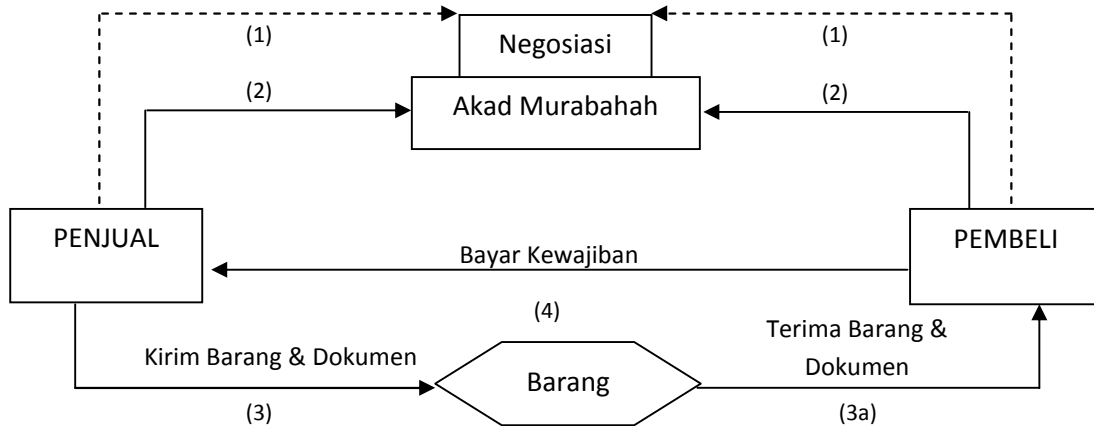 (1)
Negosiasi
(1)
(2)
Akad Murabahah
(2)
PENJUAL
PEMBELI
Bayar Kewajiban
(4)
Kirim Barang & Dokumen
Terima Barang &
Dokumen
Barang
(3)
(3a)